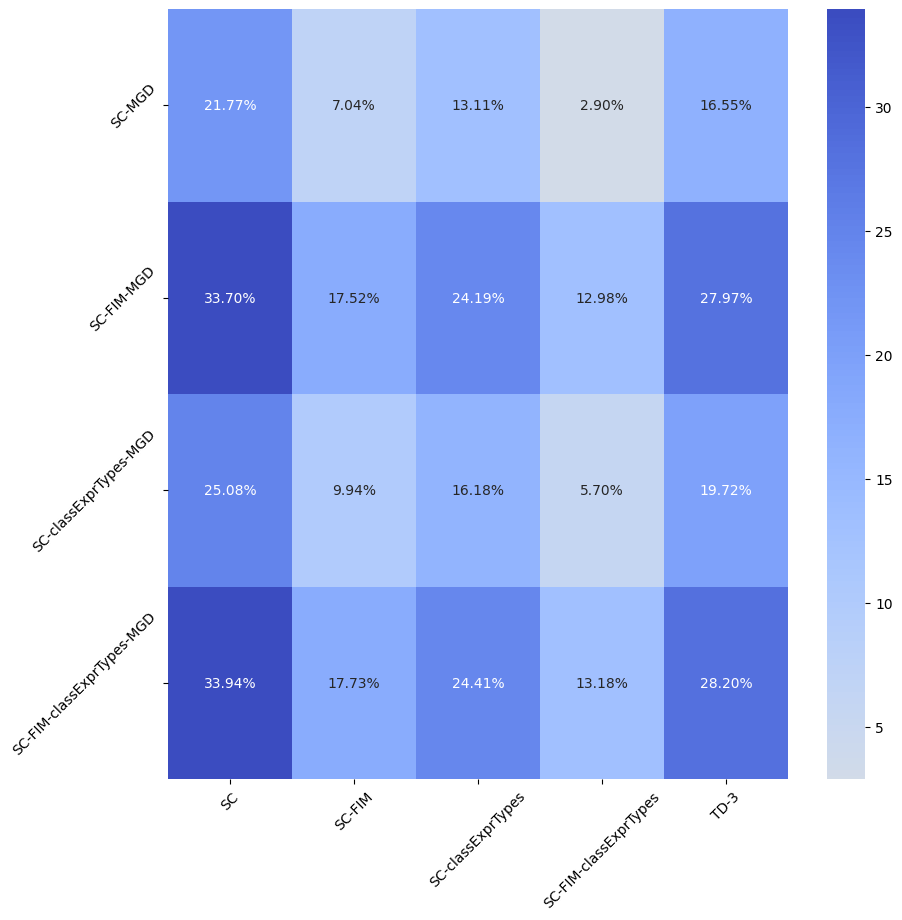 SC-MGD
21.77% 7.04% 13.11% 2.90% 16.55%
SC-FIM-MGD
33.70% 17.52% 24.19% 12.98% 27.97%
SC-classExprTypes-MGD
25.08% 9.94% 16.18% 5.70% 19.72%
SC-FIM-classExprTypes-MGD
33.94% 17.73% 24.41% 13.18% 28.20%
SC
SC-FIM
SC-classExprTypes
SC-FIM-classExprTypes
TD-3
30
25
20
15
10
5